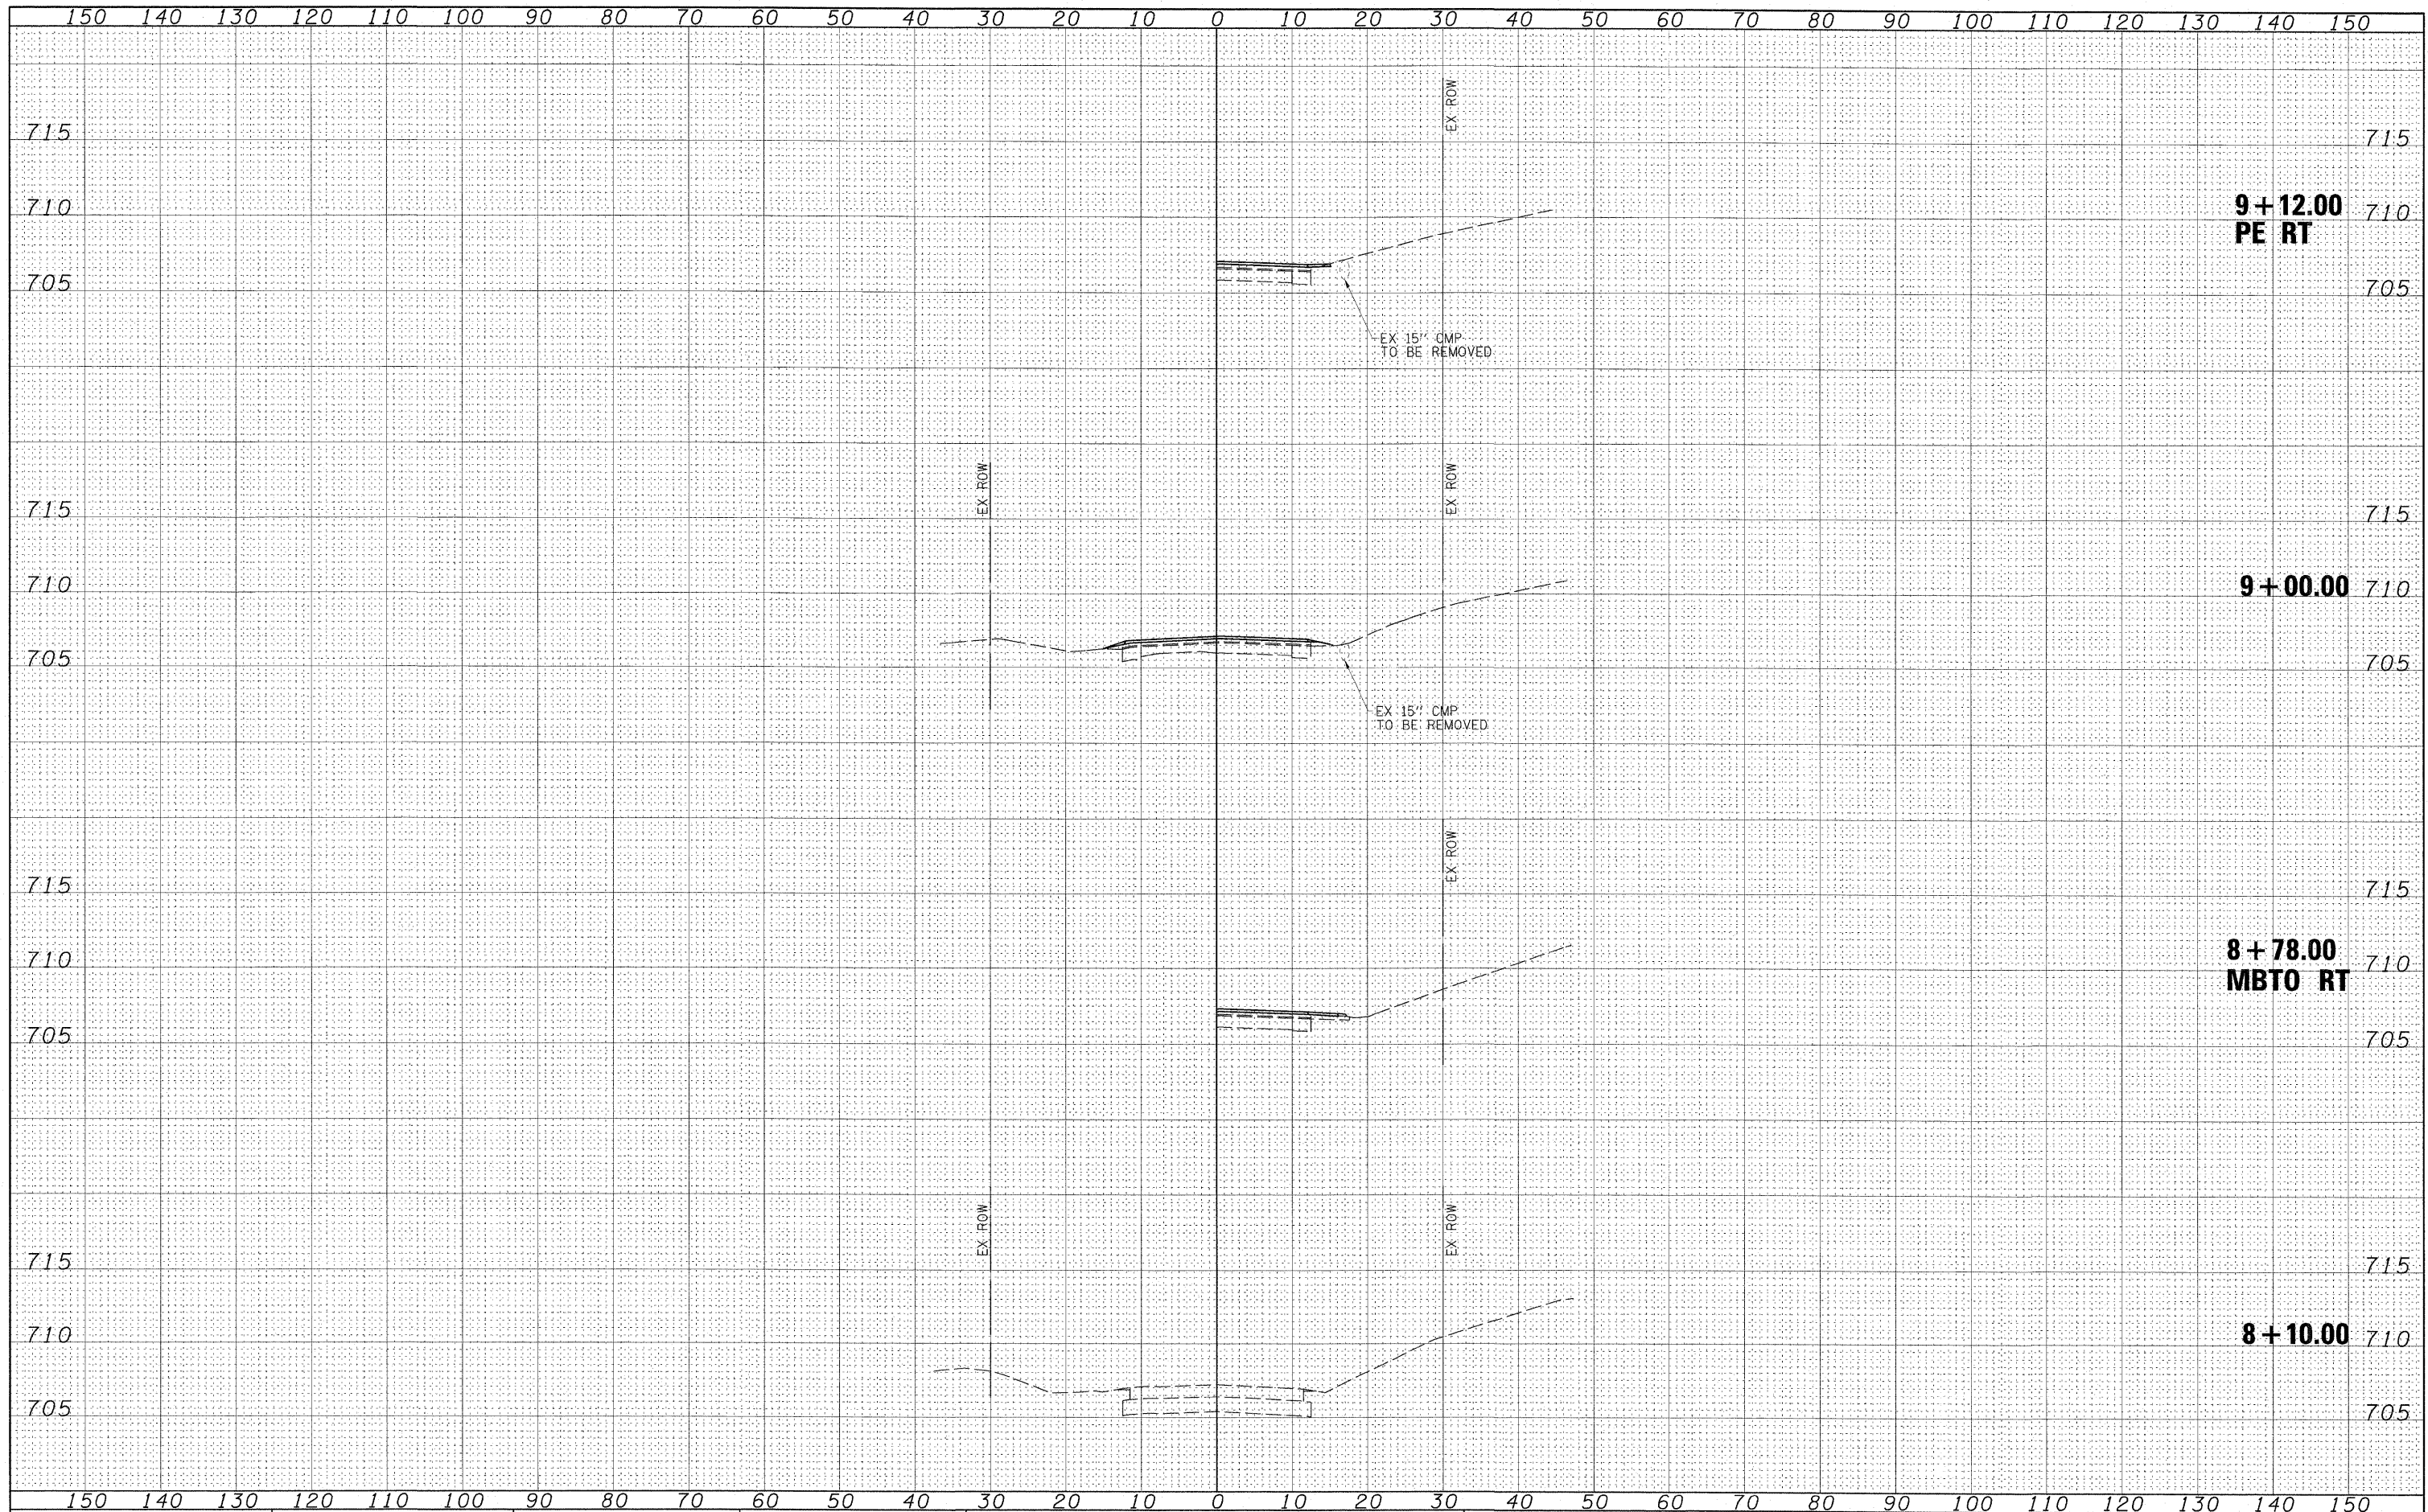 150 140 130 120 110 100 90 80 70 60 50 40 30 20 10 0 10 20 30 40 50 60 70 80 90 100 110 120 130 140 150
EX ROW
715 715
9+12.00
710 710
PE RT
705 705
EX 15" CMP
TO BE REMOVED
EX ROW EX ROW
715 715
710 9+00.00 710
705 705
EX 15" CMP
TO BE REMOVED
EX ROW
715 715
8+78.00
710 710
MBTO RT
705 705
EX ROW EX ROW
715 715
710 8+10.00 710
705 705
150 140 130 120 110 100 90 80 70 60 50 40 30 20 10 0 10 20 30 40 50 60 70 80 90 100 110 120 130 140 150